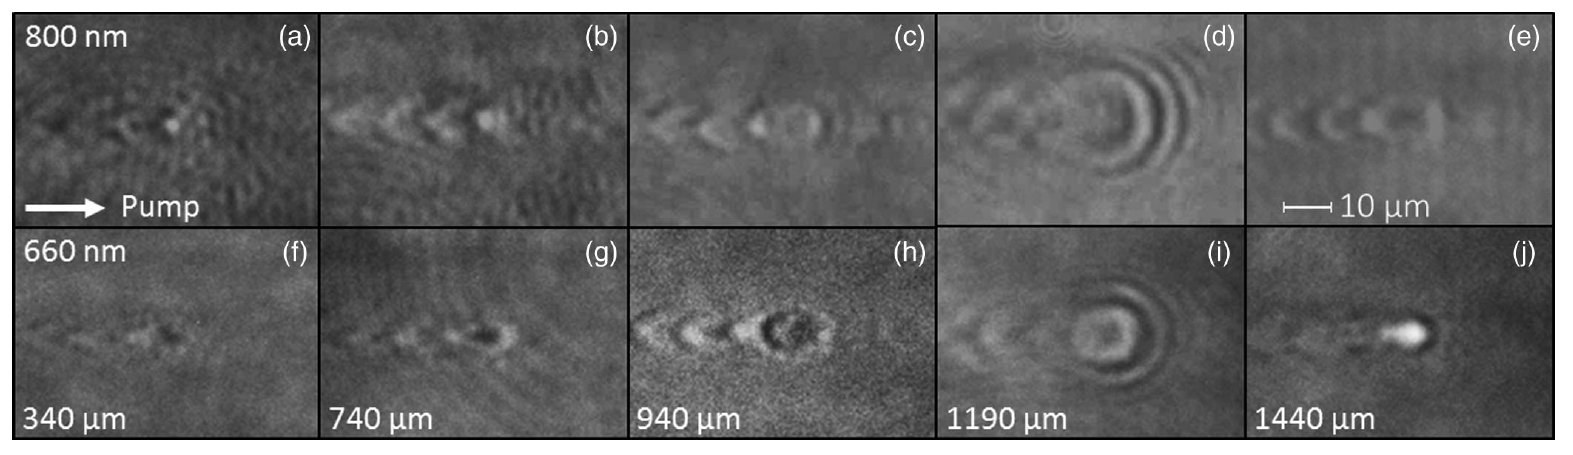 800 nm (a) (b) (c) (d) (e)
Pump 10 μm
660 nm (f) (g) (h) (i) (j)
340 μm 740 μm 940 μm 1190 μm 1440 μm